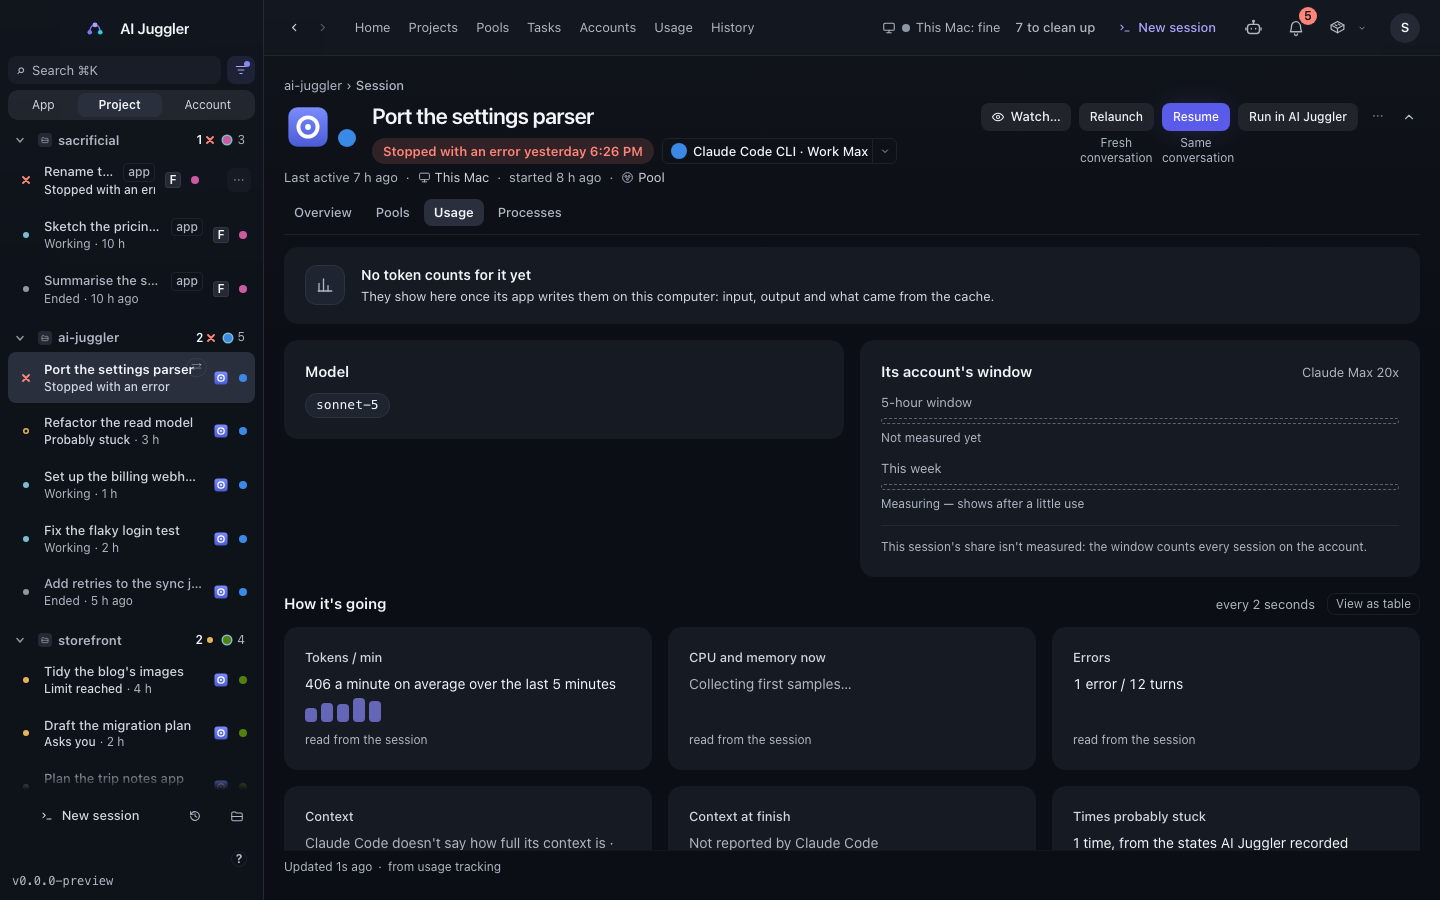 AI Juggler
Search ⌘K
App Project Account
sacrificial 1 3
Rename t... app F
Stopped with an err
Sketch the pricin... app F
Working · 10 h
Summarise the s... app F
Ended · 10 h ago
ai-juggler 2 5
Port the settings parser
Stopped with an error
Refactor the read model
Probably stuck · 3 h
Set up the billing webh...
Working · 1 h
Fix the flaky login test
Working · 2 h
Add retries to the sync j...
Ended · 5 h ago
storefront 2 4
Tidy the blog's images
Limit reached · 4 h
Draft the migration plan
Asks you · 2 h
Plan the trip notes app
New session
?
v0.0.0-preview
Home Projects Pools Tasks Accounts Usage History
This Mac: fine 7 to clean up New session 5 S
ai-juggler › Session
Port the settings parser
Stopped with an error yesterday 6:26 PM
Claude Code CLI · Work Max
Watch...
Relaunch
Fresh conversation
Resume
Same conversation
Run in AI Juggler
Last active 7 h ago · This Mac · started 8 h ago · Pool
Overview Pools Usage Processes
No token counts for it yet
They show here once its app writes them on this computer: input, output and what came from the cache.
Model
sonnet-5
Its account's window Claude Max 20x
5-hour window
Not measured yet
This week
Measuring — shows after a little use
This session's share isn't measured: the window counts every session on the account.
How it's going every 2 seconds View as table
Tokens / min
406 a minute on average over the last 5 minutes
read from the session
CPU and memory now
Collecting first samples...
read from the session
Errors
1 error / 12 turns
read from the session
Context
Claude Code doesn't say how full its context is ·
Context at finish
Not reported by Claude Code
Times probably stuck
1 time, from the states AI Juggler recorded
Updated 1s ago · from usage tracking